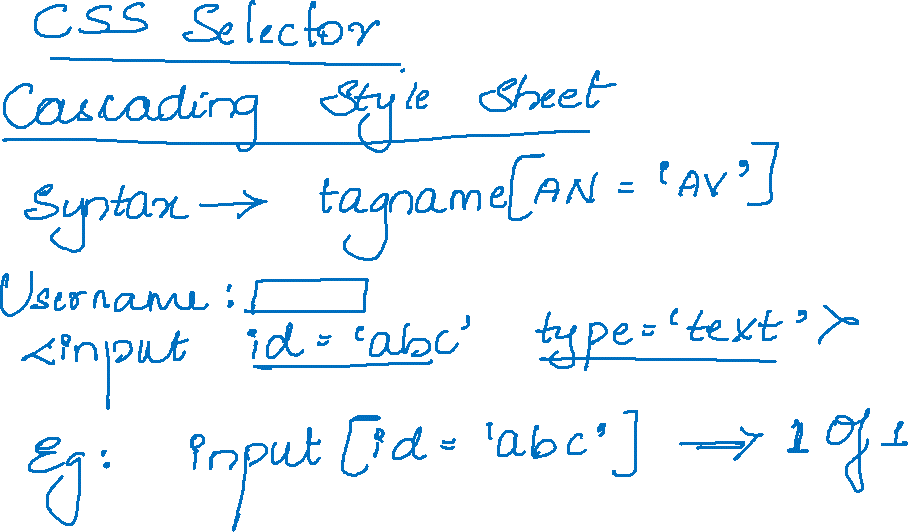 CSS Selector
Cascading Style Sheet
Syntax → tagname[AN = 'AV']
Username :
<input id = 'abc' type = 'text' >
Eg: input [id = 'abc'] → 1 of 1